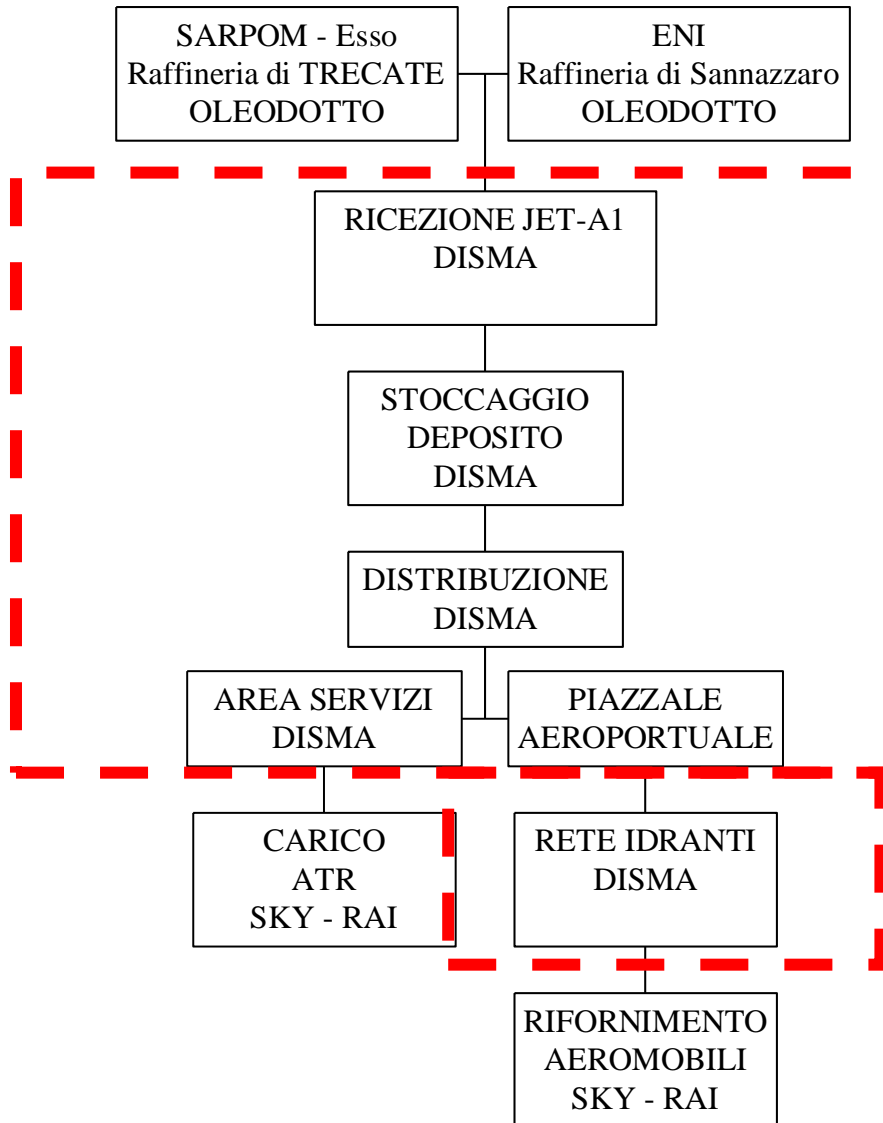 SARPOM - Esso
Raffineria di TRECATE
OLEODOTTO
ENI
Raffineria di Sannazzaro
OLEODOTTO
RICEZIONE JET-A1
DISMA
STOCCAGGIO
DEPOSITO
DISMA
DISTRIBUZIONE
DISMA
AREA SERVIZI
DISMA
PIAZZALE
AEROPORTUALE
CARICO
ATR
SKY - RAI
RETE IDRANTI
DISMA
RIFORNIMENTO
AEROMOBILI
SKY - RAI